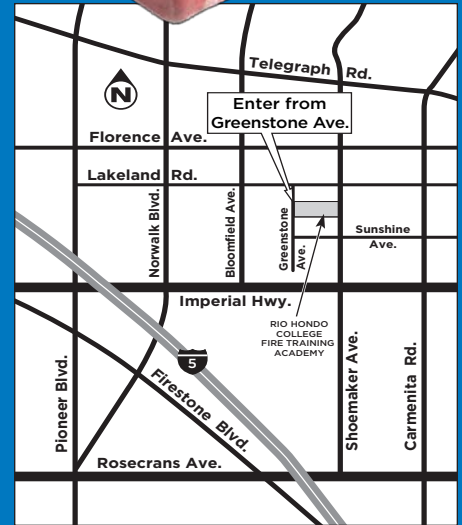 Telegraph Rd.
N
Enter from
Greenstone Ave.
Florence Ave.
Lakeland Rd.
Norwalk Blvd.
Bloomfield Ave.
Greenstone
Ave.
Sunshine
Ave.
Imperial Hwy.
RIO HONDO
COLLEGE
FIRE TRAINING
ACADEMY
5
Pioneer Blvd.
Firestone Blvd.
Shoemaker Ave.
Carmenita Rd.
Rosecrans Ave.